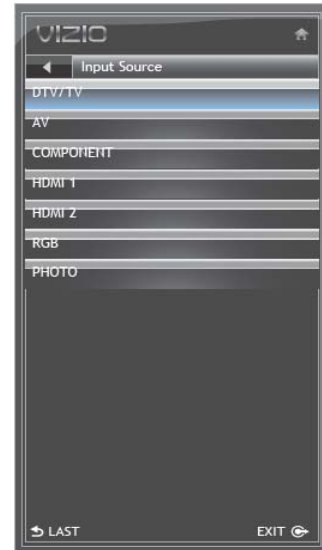 VIZIO
Input Source
DTV/TV
AV
COMPONENT
HDMI 1
HDMI 2
RGB
PHOTO
LAST EXIT